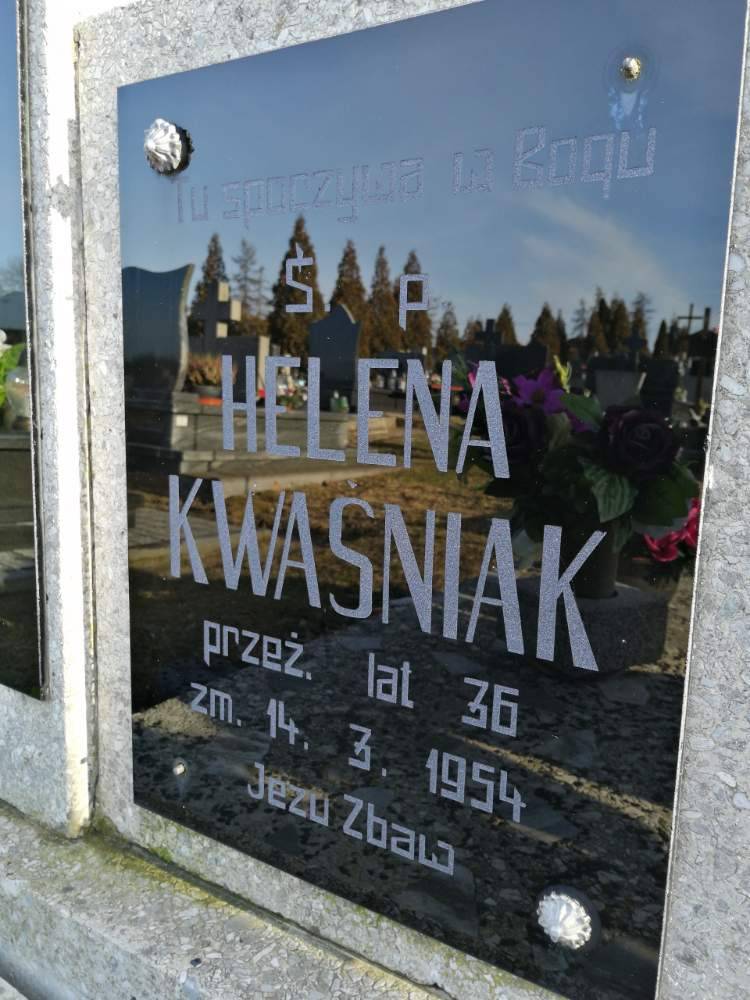 Tu spoczywa w Bogu
Ś P
HELENA
KWAŚNIAK
przeż. lat 36
zm. 14. 3. 1954
Jezu Zbaw